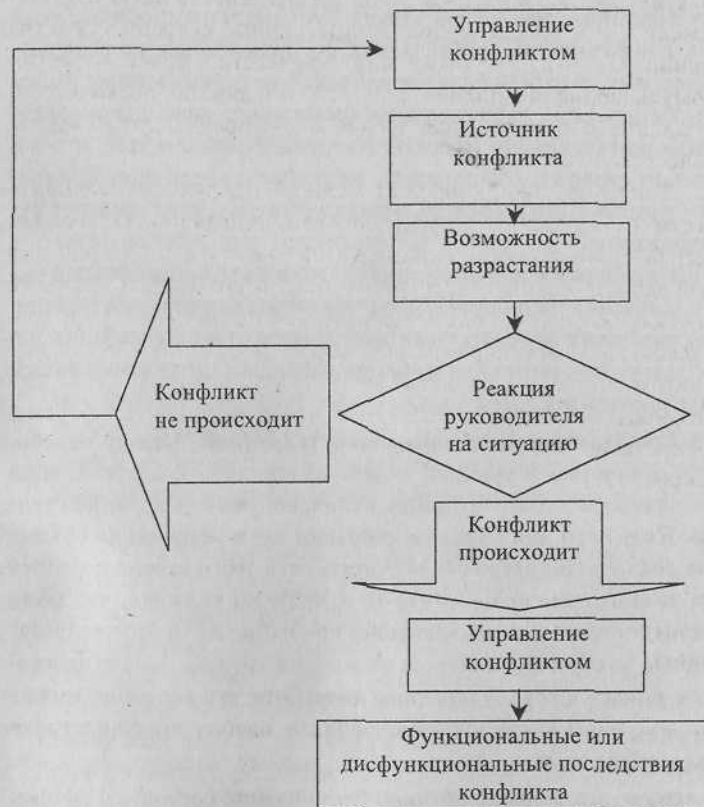 Управление
конфликтом
Источник
конфликта
Возможность
разрастания
Реакция
руководителя
на ситуацию
Конфликт
не происходит
Конфликт
происходит
Управление
конфликтом
Функциональные или
дисфункциональные последствия
конфликта